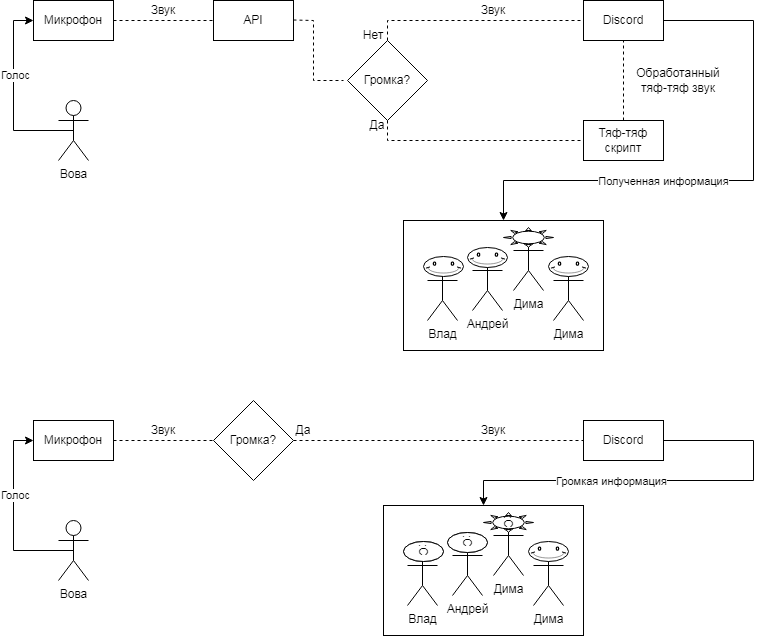 Микрофон
Звук
API
Нет
Звук
Discord
Голос
Громка?
Обработанный
тяф-тяф звук
Да
Тяф-тяф
скрипт
Вова
Полученная информация
Влад
Андрей
Дима
Дима
Микрофон
Звук
Громка?
Да
Звук
Discord
Голос
Громкая информация
Вова
Влад
Андрей
Дима
Дима